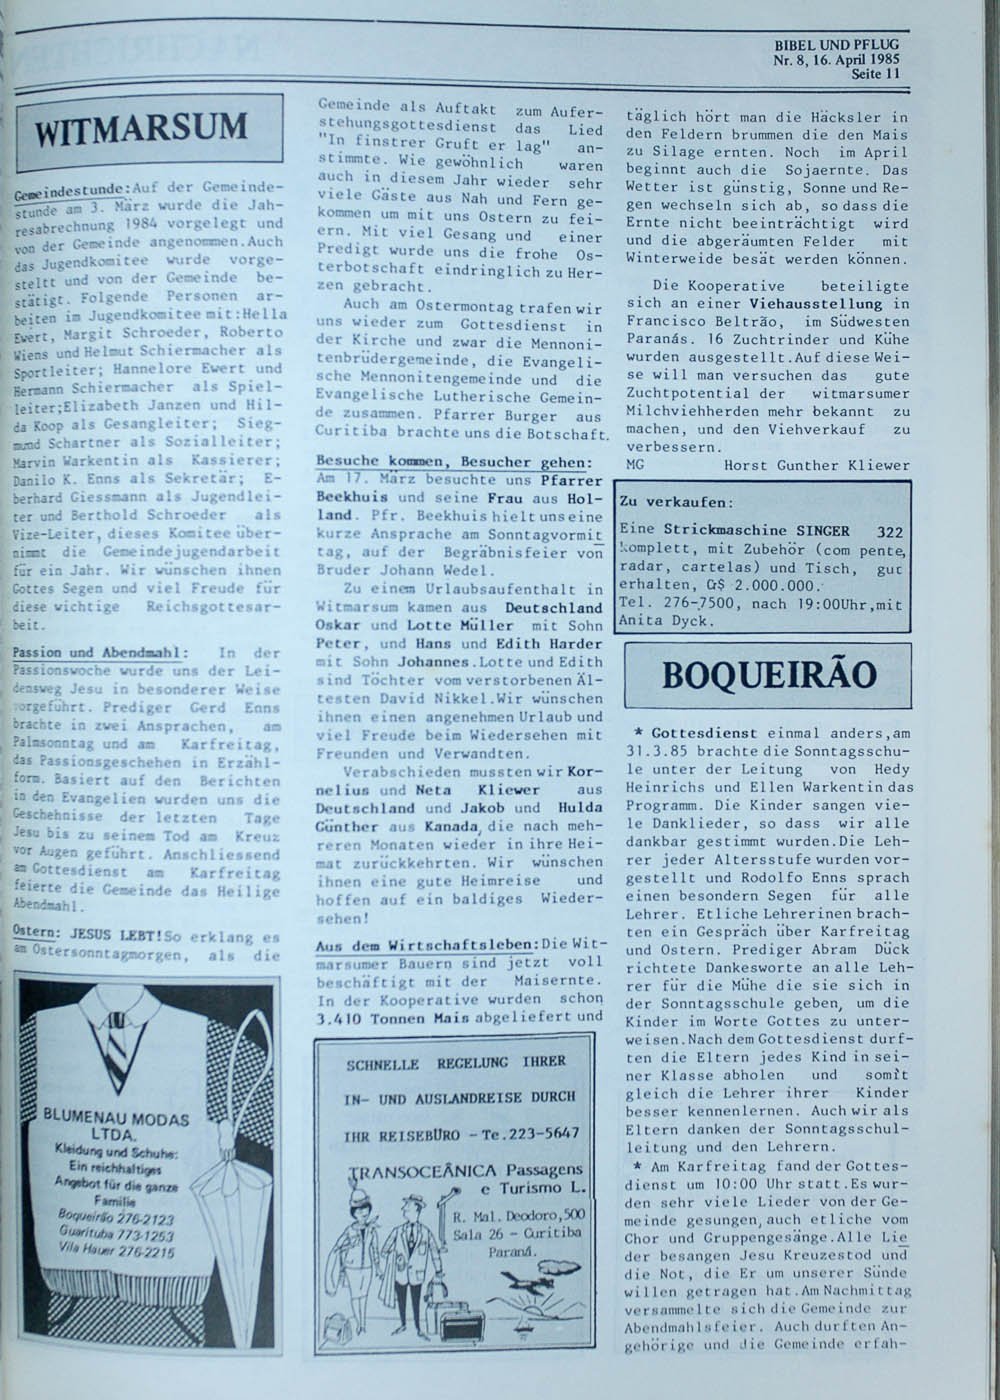 BIBEL UND PFLUG
Nr. 8, 16. April 1985
Seite 11
WITMARSUM
Gemeindestunde:Auf der Gemeinde-
stunde am 3. März wurde die Jah-
resabrechnung 1984 vorgelegt und
von der Gemeinde angenommen.Auch
das Jugendkomitee wurde vorge-
steltt und von der Gemeinde be-
stätigt. Folgende Personen ar-
beiten im Jugendkomitee mit:Hella
Ewert, Margit Schroeder, Roberto
Wiens und Helmut Schiermacher als
Sportleiter; Hannelore Ewert und
Hermann Schiermacher als Spiel-
leiter;Elizabeth Janzen und Hil-
da Koop als Gesangleiter; Sieg-
mund Schartner als Sozialleiter;
Marvin Warkentin als Kassierer;
Danilo K. Enns als Sekretär; E-
berhard Giessmann als Jugendlei-
ter und Berthold Schroeder als
Vize-Leiter, dieses Komitee über-
nimmt die Gemeindejugendarbeit
für ein Jahr. Wir wünschen ihnen
Gottes Segen und viel Freude für
diese wichtige Reichsgottesar-
beit.
Passion und Abendmahl: In der
Passionswoche wurde uns der Lei-
densweg Jesu in besonderer Weise
vorgeführt. Prediger Gerd Enns
brachte in zwei Ansprachen, am
Palmsonntag und am Karfreitag,
das Passionsgeschehen in Erzähl-
form. Basiert auf den Berichten
in den Evangelien wurden uns die
Geschehnisse der letzten Tage
Jesu bis zu seinem Tod am Kreuz
vor Augen geführt. Anschliessend
am Gottesdienst am Karfreitag
feierte die Gemeinde das Heilige
Abendmahl.
Ostern: JESUS LEBT!So erklang es
am Ostersonntagmorgen, als die
BLUMENAU MODAS
LTDA.
Kleidung und Schuhe:
Ein reichhaltiges
Angebot für die ganze
Familie
Boqueirão 276-2123
Guarituba 773-1253
Vila Hauer 276-2215
Gemeinde als Auftakt zum Aufer-
stehungsgottesdienst das Lied
"In finstrer Gruft er lag" an-
stimmte. Wie gewöhnlich waren
auch in diesem Jahr wieder sehr
viele Gäste aus Nah und Fern ge-
kommen um mit uns Ostern zu fei-
ern. Mit viel Gesang und einer
Predigt wurde uns die frohe Os-
terbotschaft eindringlich zu Her-
zen gebracht.
Auch am Ostermontag trafen wir
uns wieder zum Gottesdienst in
der Kirche und zwar die Mennoni-
tenbrüdergemeinde, die Evangeli-
sche Mennonitengemeinde und die
Evangelische Lutherische Gemein-
de zusammen. Pfarrer Burger aus
Curitiba brachte uns die Botschaft.
Besuche kommen, Besucher gehen:
Am 17. März besuchte uns Pfarrer
Beekhuis und seine Frau aus Hol-
land. Pfr. Beekhuis hielt uns eine
kurze Ansprache am Sonntagvormit
tag, auf der Begräbnisfeier von
Bruder Johann Wedel.
Zu einem Urlaubsaufenthalt in
Witmarsum kamen aus Deutschland
Oskar und Lotte Müller mit Sohn
Peter, und Hans und Edith Harder
mit Sohn Johannes.Lotte und Edith
sind Töchter vom verstorbenen Äl-
testen David Nikkel.Wir wünschen
ihnen einen angenehmen Urlaub und
viel Freude beim Wiedersehen mit
Freunden und Verwandten.
Verabschieden mussten wir Kor-
nelius und Neta Kliewer aus
Deutschland und Jakob und Hulda
Günther aus Kanada, die nach meh-
reren Monaten wieder in ihre Hei-
mat zurückkehrten. Wir wünschen
ihnen eine gute Heimreise und
hoffen auf ein baldiges Wieder-
sehen!
Aus dem Wirtschaftsleben:Die Wit-
marsumer Bauern sind jetzt voll
beschäftigt mit der Maisernte.
In der Kooperative wurden schon
3.410 Tonnen Mais abgeliefert und
SCHNELLE REGELUNG IHRER
IN- UND AUSLANDREISE DURCH
IHR REISEBÜRO - Te. 223-5647
TRANSOCEÂNICA Passagens
e Turismo L.
R. Mal. Deodoro,500
Sala 26 - Curitiba
Paraná.
täglich hört man die Häcksler in
den Feldern brummen die den Mais
zu Silage ernten. Noch im April
beginnt auch die Sojaernte. Das
Wetter ist günstig, Sonne und Re-
gen wechseln sich ab, so dass die
Ernte nicht beeinträchtigt wird
und die abgeräumten Felder mit
Winterweide besät werden können.
Die Kooperative beteiligte
sich an einer Viehausstellung in
Francisco Beltrão, im Südwesten
Paranás. 16 Zuchtrinder und Kühe
wurden ausgestellt.Auf diese Wei-
se will man versuchen das gute
Zuchtpotential der witmarsumer
Milchviehherden mehr bekannt zu
machen, und den Viehverkauf zu
verbessern.
MG Horst Gunther Kliewer
Zu verkaufen:
Eine Strickmaschine SINGER 322
komplett, mit Zubehör (com pente,
radar, cartelas) und Tisch, gut
erhalten, G$ 2.000.000.
Tel. 276-7500, nach 19:00Uhr,mit
Anita Dyck.
BOQUEIRÃO
* Gottesdienst einmal anders,am
31.3.85 brachte die Sonntagsschu-
le unter der Leitung von Hedy
Heinrichs und Ellen Warkentin das
Programm. Die Kinder sangen vie-
le Danklieder, so dass wir alle
dankbar gestimmt wurden.Die Leh-
rer jeder Altersstufe wurden vor-
gestellt und Rodolfo Enns sprach
einen besondern Segen für alle
Lehrer. Etliche Lehrerinen brach-
ten ein Gespräch über Karfreitag
und Ostern. Prediger Abram Dück
richtete Dankesworte an alle Leh-
rer für die Mühe die sie sich in
der Sonntagsschule geben, um die
Kinder im Worte Gottes zu unter-
weisen.Nach dem Gottesdienst durf-
ten die Eltern jedes Kind in sei-
ner Klasse abholen und somit
gleich die Lehrer ihrer Kinder
besser kennenlernen. Auch wir als
Eltern danken der Sonntagsschul-
leitung und den Lehrern.
* Am Karfreitag fand der Gottes-
dienst um 10:00 Uhr statt.Es wur-
den sehr viele Lieder von der Ge-
meinde gesungen,auch etliche vom
Chor und Gruppengesänge.Alle Lie
der besangen Jesu Kreuzestod und
die Not, die Er um unserer Sünde
willen getragen hat.Am Nachmittag
versammelte sich die Gemeinde zur
Abendmahlsfeier. Auch durften An-
gehörige und die Gemeinde erfah-